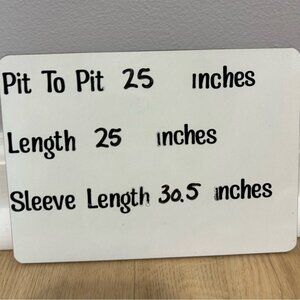 Pit To Pit 25 inches
Length 25 inches
Sleeve Length 30.5 inches